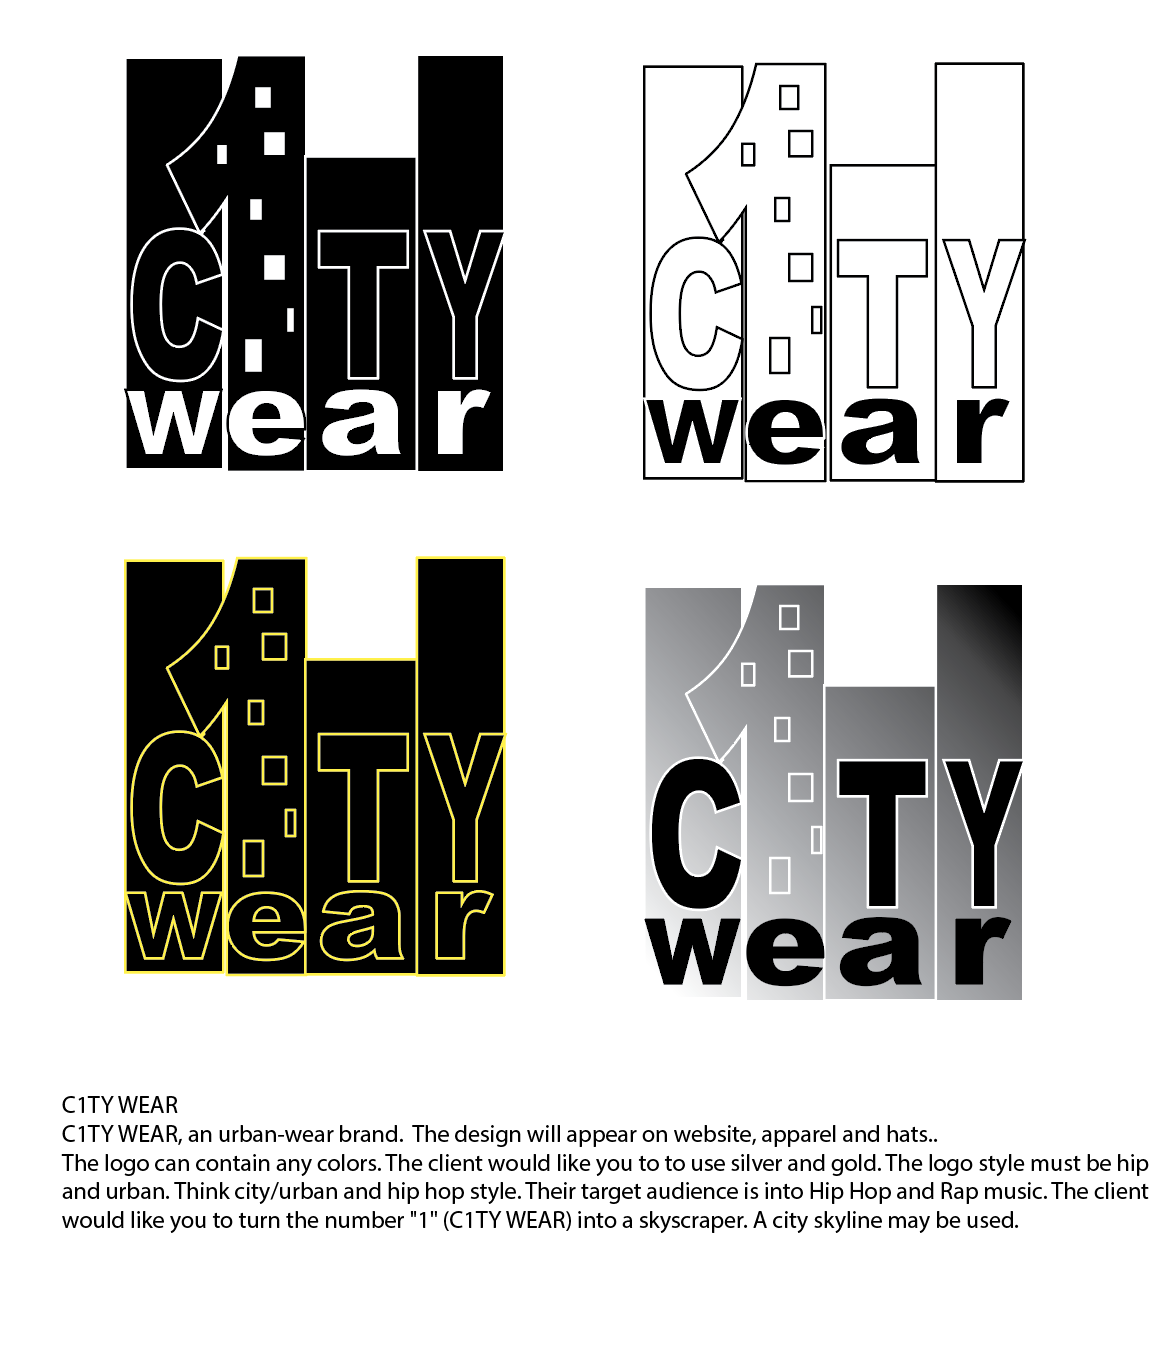 C1TY
wear
C1TY
wear
C1TY
wear
C1TY
wear
C1TY WEAR
C1TY WEAR, an urban-wear brand.  The design will appear on website, apparel and hats..
The logo can contain any colors. The client would like you to to use silver and gold. The logo style must be hip
and urban. Think city/urban and hip hop style. Their target audience is into Hip Hop and Rap music. The client
would like you to turn the number "1" (C1TY WEAR) into a skyscraper. A city skyline may be used.